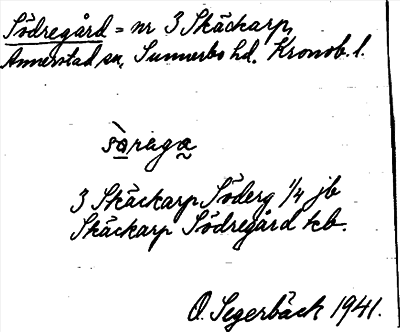 Södregård = nr 3 Skäckarp,
Annerstad sn, Sunnerbo hd. Kronob. l.
sòrega
3 Skäckarp Söderg 1/4 jb
Skäckarp Södregård kb.
O. Segerbäck 1941.